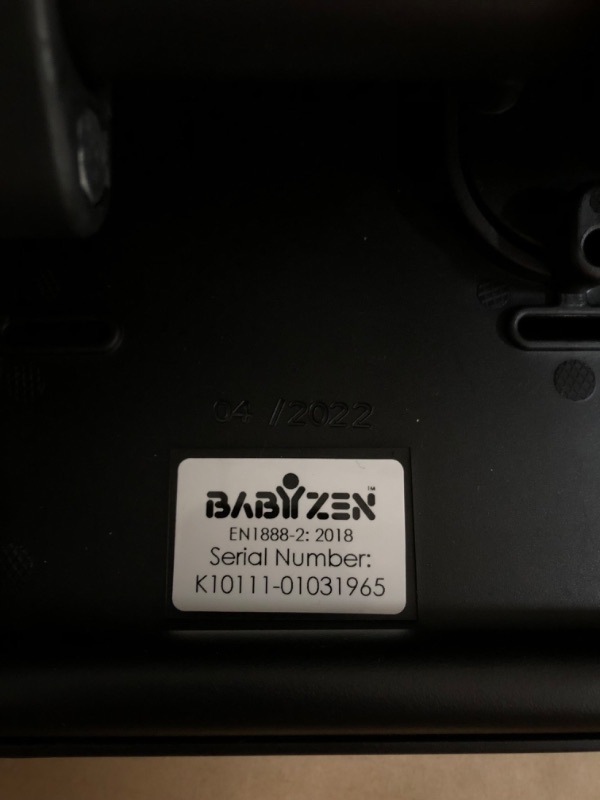 04 /2022
BABYZEN™
EN1888-2: 2018
Serial Number:
K10111-01031965